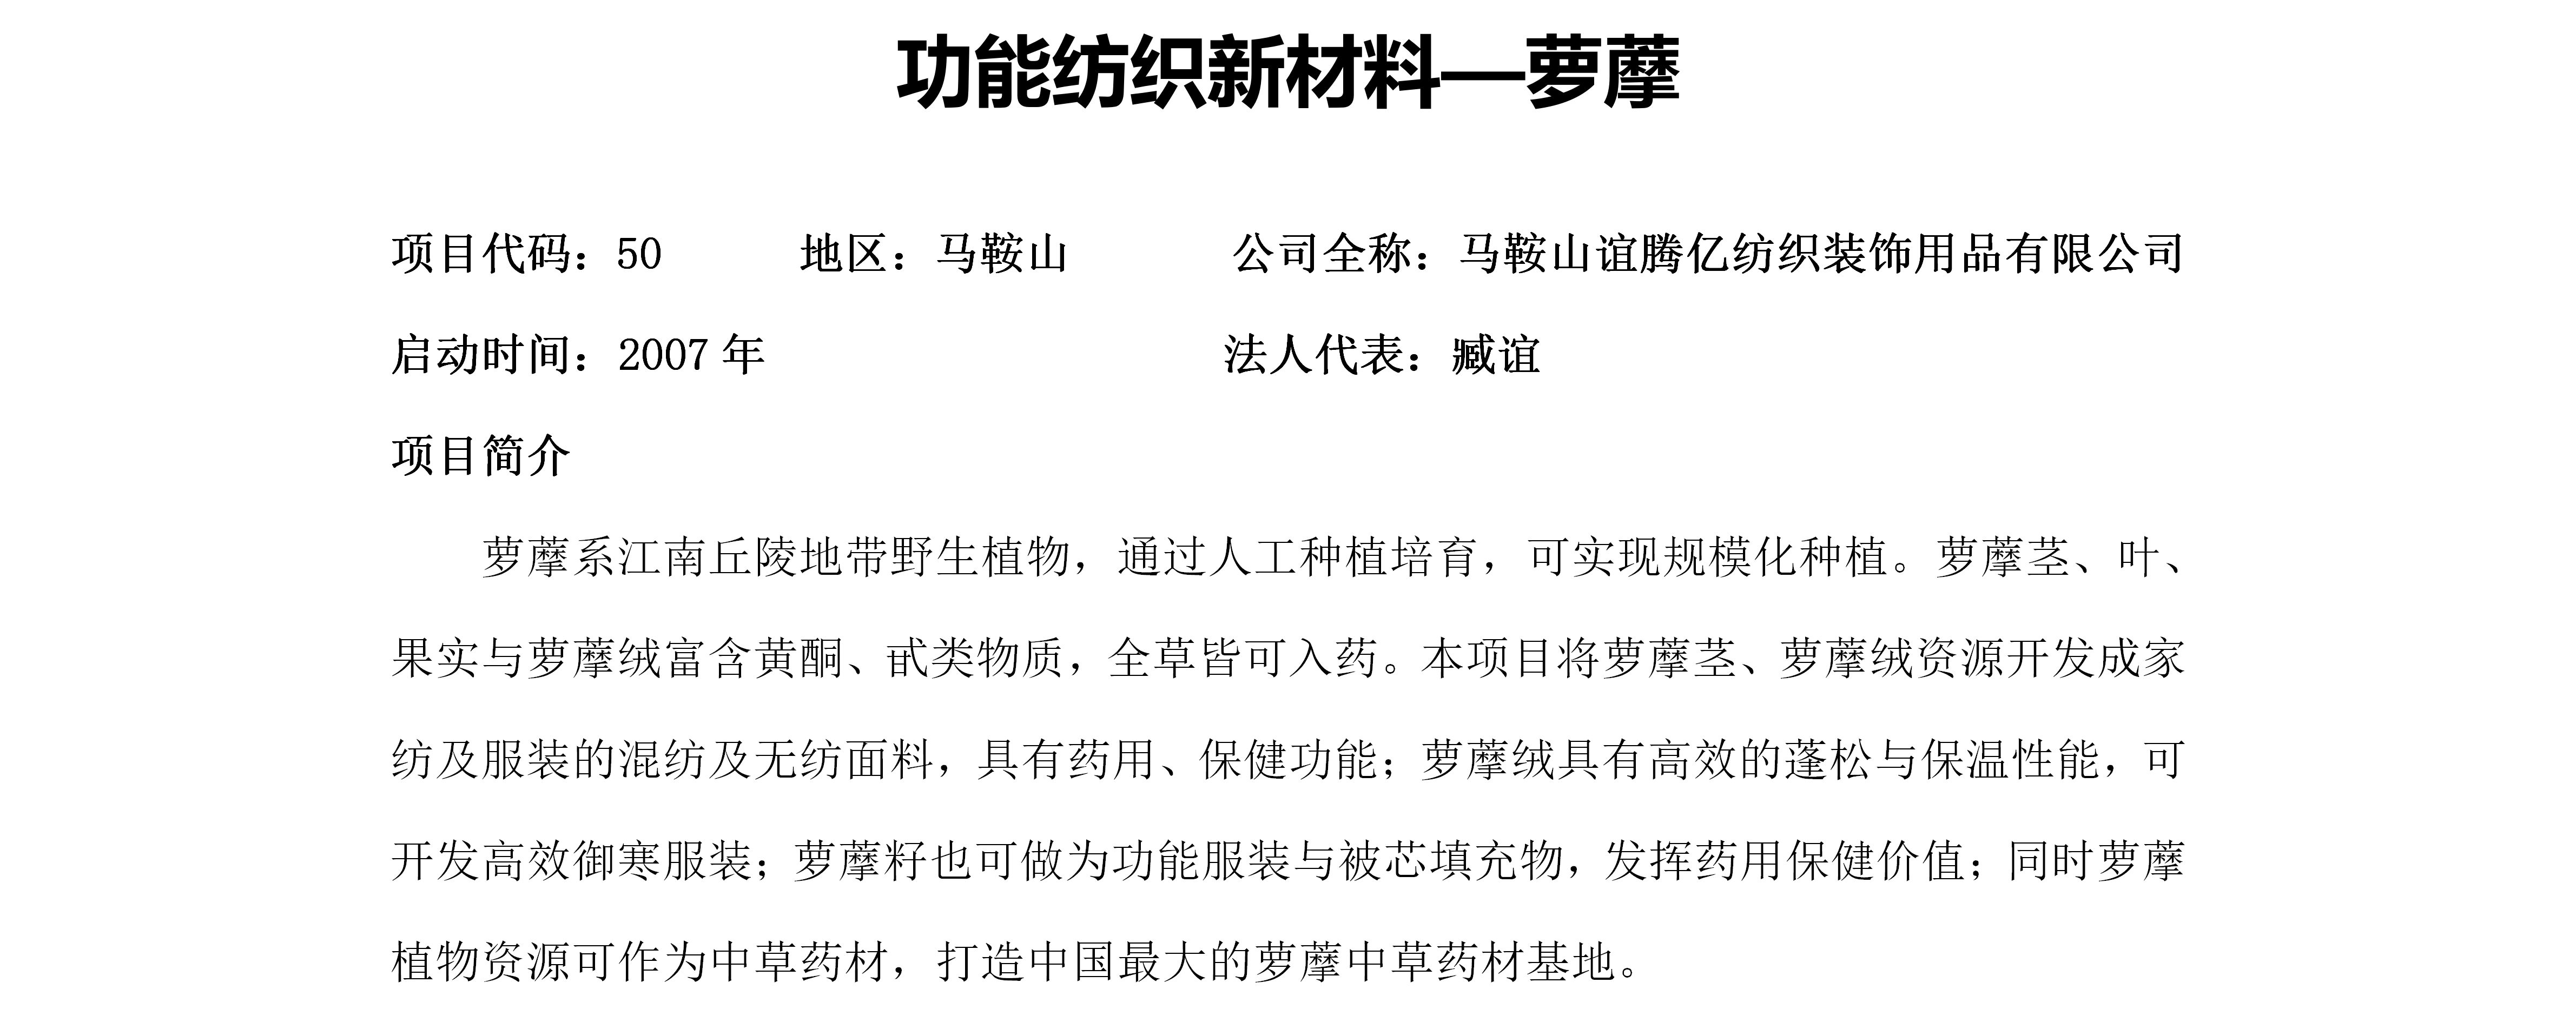 功能纺织新材料—萝藦
项目代码：50 地区：马鞍山 公司全称：马鞍山谊腾亿纺织装饰用品有限公司
启动时间：2007 年 法人代表：臧谊
项目简介
萝藦系江南丘陵地带野生植物，通过人工种植培育，可实现规模化种植。萝藦茎、叶、
果实与萝藦绒富含黄酮、甙类物质，全草皆可入药。本项目将萝藦茎、萝藦绒资源开发成家
纺及服装的混纺及无纺面料，具有药用、保健功能；萝藦绒具有高效的蓬松与保温性能，可
开发高效御寒服装；萝藦籽也可做为功能服装与被芯填充物，发挥药用保健价值；同时萝藦
植物资源可作为中草药材，打造中国最大的萝藦中草药材基地。